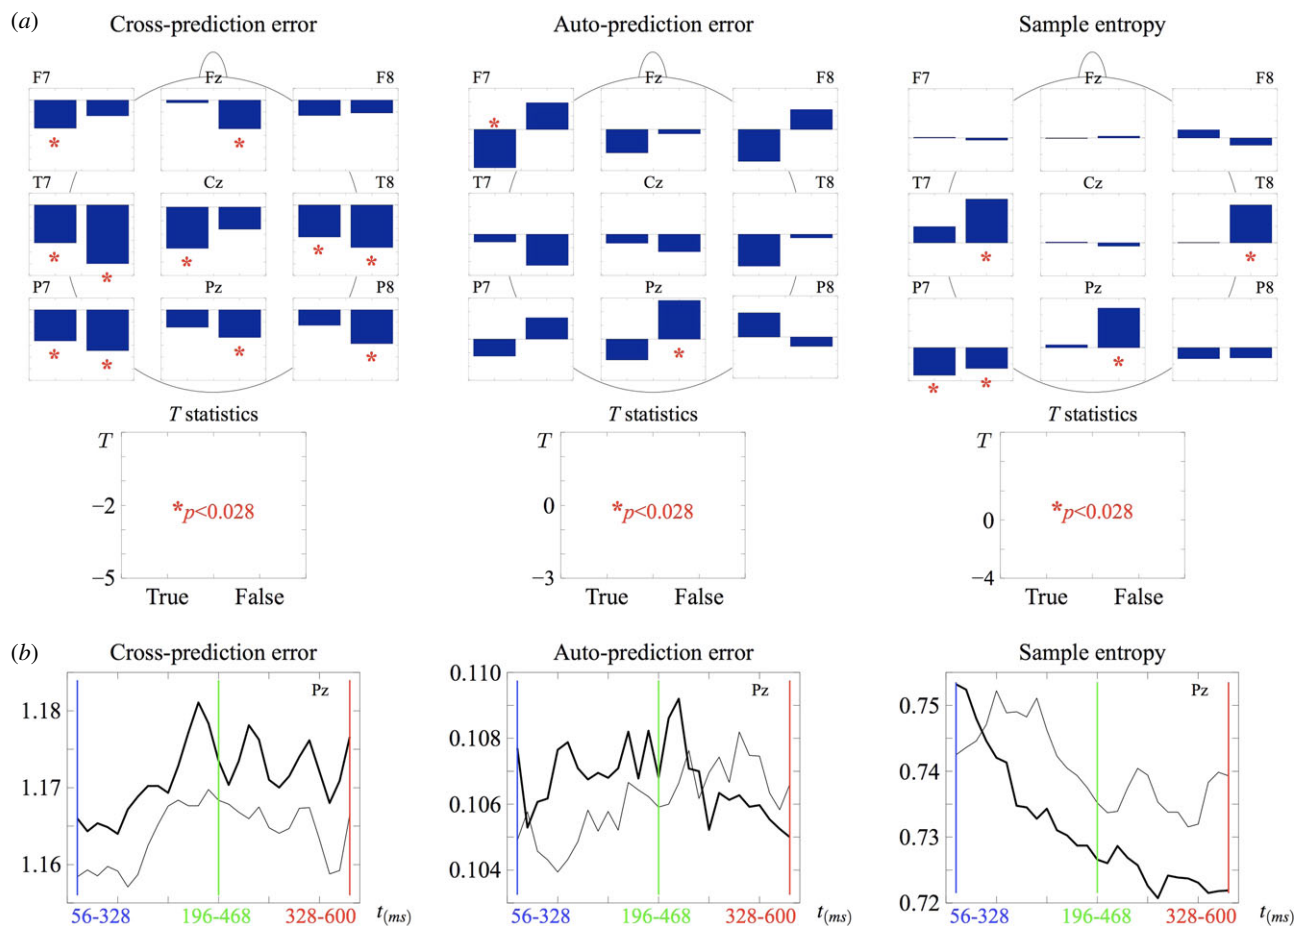 (a) Cross-prediction error Auto-prediction error Sample entropy
F7 Fz F8 F7 Fz F8 F7 Fz F8
* * *
T7 Cz T8 T7 Cz T8 T7 Cz T8
* * * * * * *
P7 Pz P8 P7 Pz P8 P7 Pz P8
* * * * * * * *
T statistics T statistics T statistics
T T T
−2 *p<0.028 0 *p<0.028 0 *p<0.028
−5 −3 −4
True False True False True False
(b) Cross-prediction error Auto-prediction error Sample entropy
Pz 0.110 Pz Pz
1.18 0.108 0.75
1.17 0.106 0.74
1.16 0.104 0.73
0.72
56-328 196-468 328-600 t(ms) 56-328 196-468 328-600 t(ms) 56-328 196-468 328-600 t(ms)